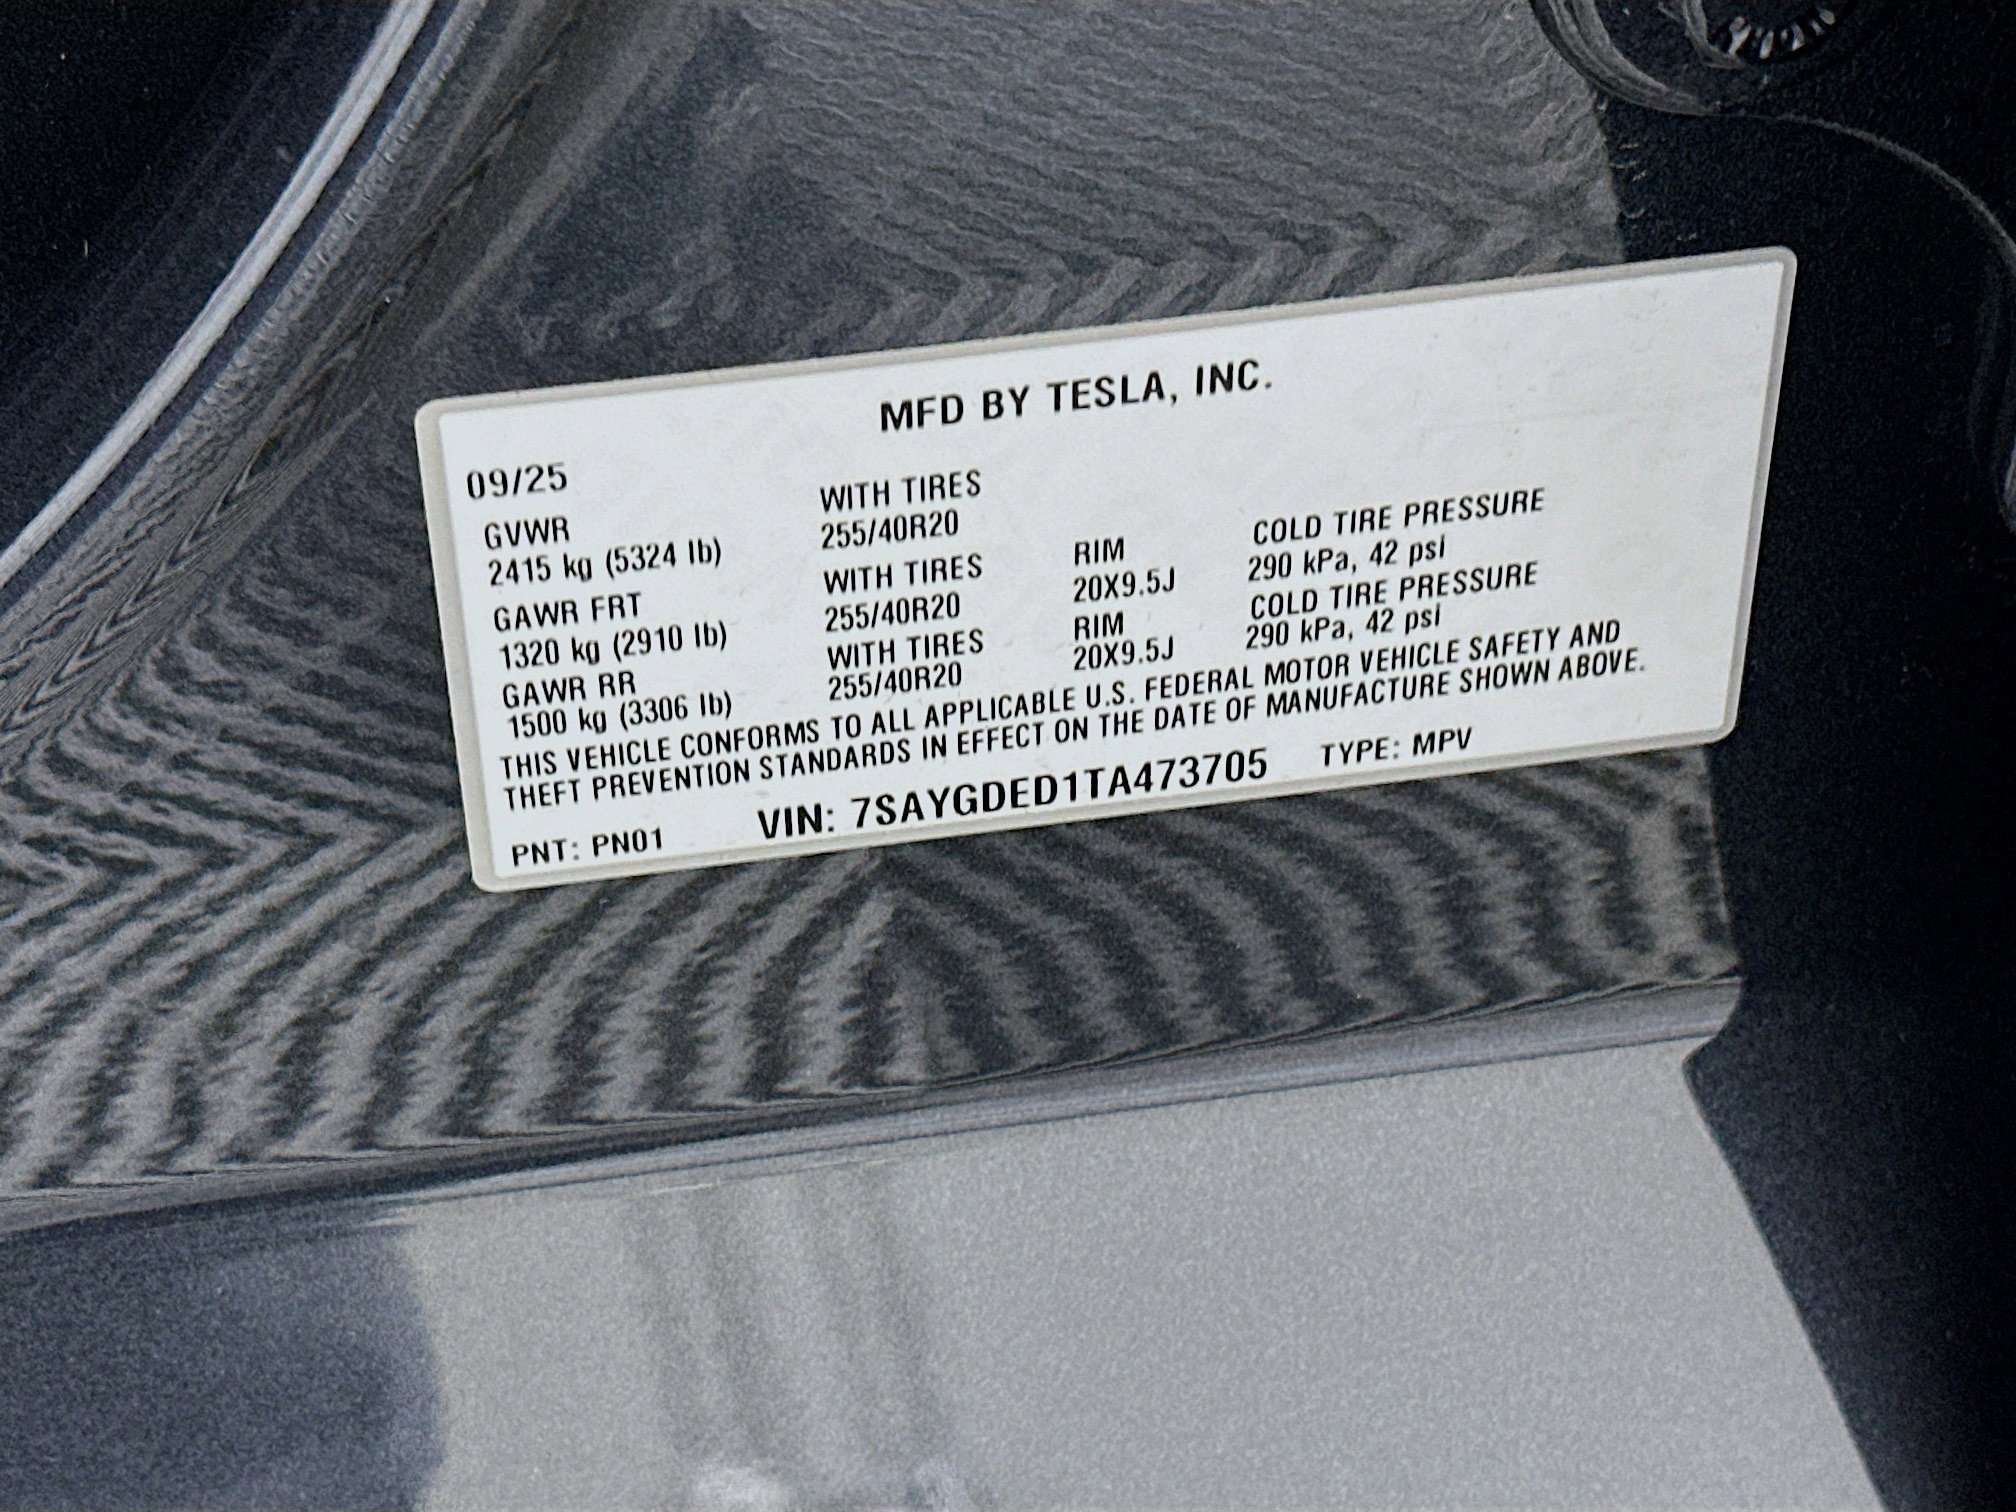 MFD BY TESLA, INC.
09/25
GVWR
2415 kg (5324 lb)
WITH TIRES
255/40R20
GAWR FRT
1320 kg (2910 lb)
WITH TIRES
255/40R20
RIM
20X9.5J
COLD TIRE PRESSURE
290 kPa, 42 psi
GAWR RR
1500 kg (3306 lb)
WITH TIRES
255/40R20
RIM
20X9.5J
COLD TIRE PRESSURE
290 kPa, 42 psi
THIS VEHICLE CONFORMS TO ALL APPLICABLE U.S. FEDERAL MOTOR VEHICLE SAFETY AND
THEFT PREVENTION STANDARDS IN EFFECT ON THE DATE OF MANUFACTURE SHOWN ABOVE.
PNT: PN01
VIN: 7SAYGDED1TA473705
TYPE: MPV